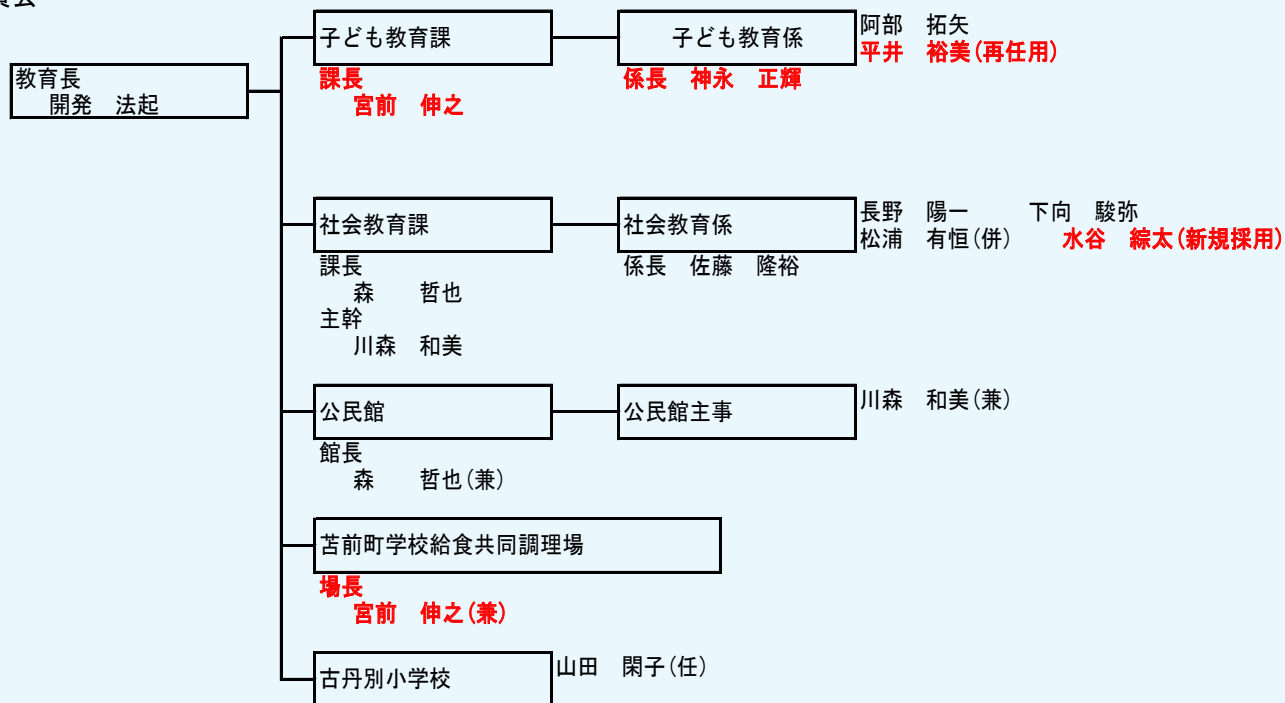 教育長
開発　法起
子ども教育課
課長
宮前　伸之
子ども教育係
係長　神永　正輝
阿部　拓矢
平井　裕美(再任用)
社会教育課
課長
森　　哲也
主幹
川森　和美
社会教育係
係長　佐藤　隆裕
長野　陽一　　下向　駿弥
松浦　有恒(併)　　水谷　綜太(新規採用)
公民館
館長
森　　哲也(兼)
公民館主事
川森　和美(兼)
苫前町学校給食共同調理場
場長
宮前　伸之(兼)
古丹別小学校
山田　閑子(任)